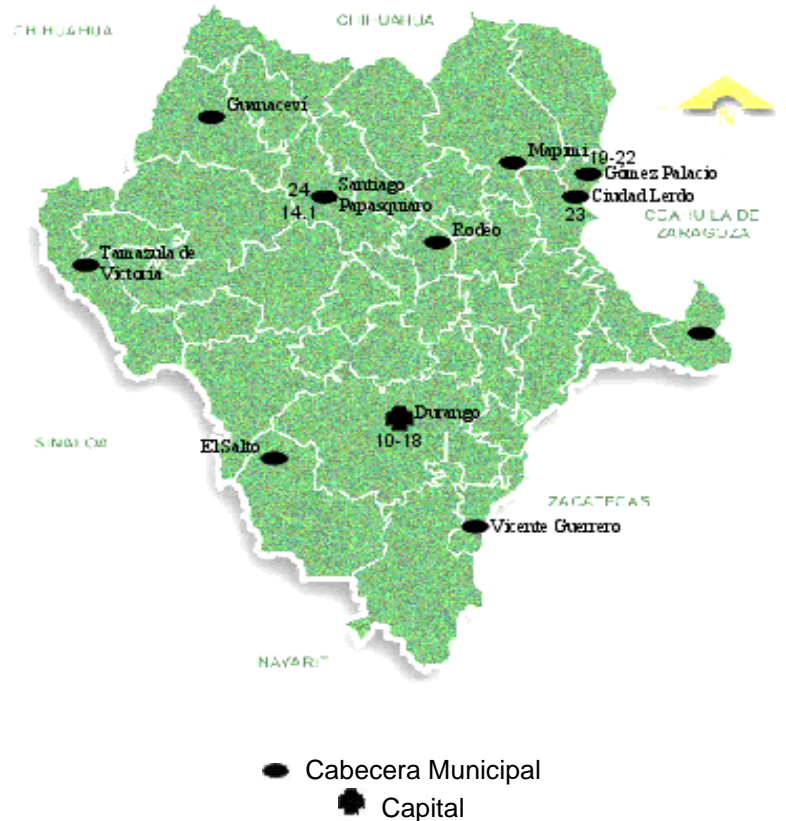 CHIHUAHUA
CHIHUAHUA
Guanaceví
N
Mapimi
19-22
Gómez Palacio
24
Santiago
Papasquiaro
14.1
Ciudad Lerdo
23
COAHUILA DE
ZARAGOZA
Rodeo
Tamazula de
Victoria
Durango
10-18
SINALOA
El Salto
ZACATECAS
Vicente Guerrero
NAYARIT
Cabecera Municipal
Capital